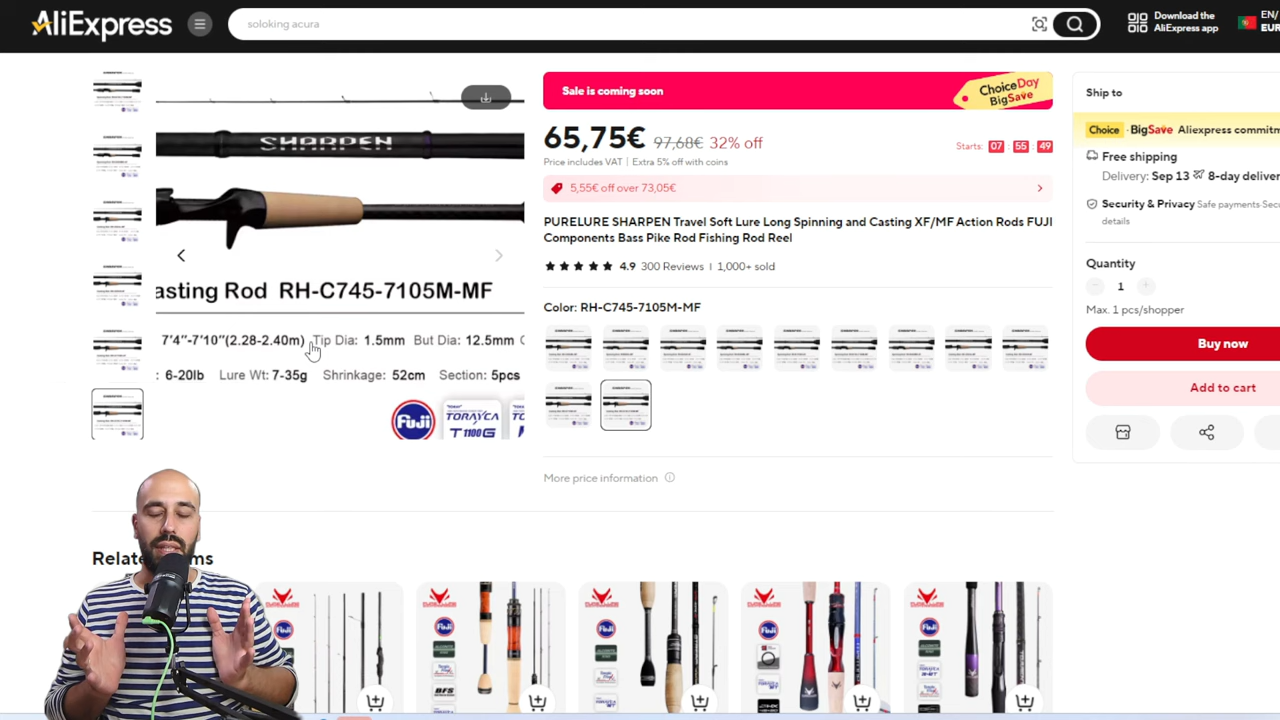 AliExpress
soloking acura
Download the
AliExpress app
EN/
EUR
SHARPEN
asting Rod RH-C745-7105M-MF
7'4"-7'10"(2.28-2.40m) Tip Dia: 1.5mm But Dia: 12.5mm
: 6-20lb Lure Wt: 7-35g Shrinkage: 52cm Section: 5pcs
Fuji
TORAYCA
T1100G
Sale is coming soon
Choice Day
BigSave
65,75€ 97,68€ 32% off
Starts: 07 : 55 : 49
Price includes VAT | Extra 5% off with coins
5,55€ off over 73,05€
PURELURE SHARPEN Travel Soft Lure Long Spinning and Casting XF/MF Action Rods FUJI
Components Bass Pike Rod Fishing Rod Reel
4.9 300 Reviews | 1,000+ sold
Color: RH-C745-7105M-MF
More price information
Ship to
Choice · BigSave Aliexpress commitm
Free shipping
Delivery: Sep 13 8-day deliver
Security & Privacy Safe payments·Sec
details
Quantity
1
Max. 1 pcs/shopper
Buy now
Add to cart
Relate ms
Fuji
Fuji
BFS
Fuji
Fuji
Fuji